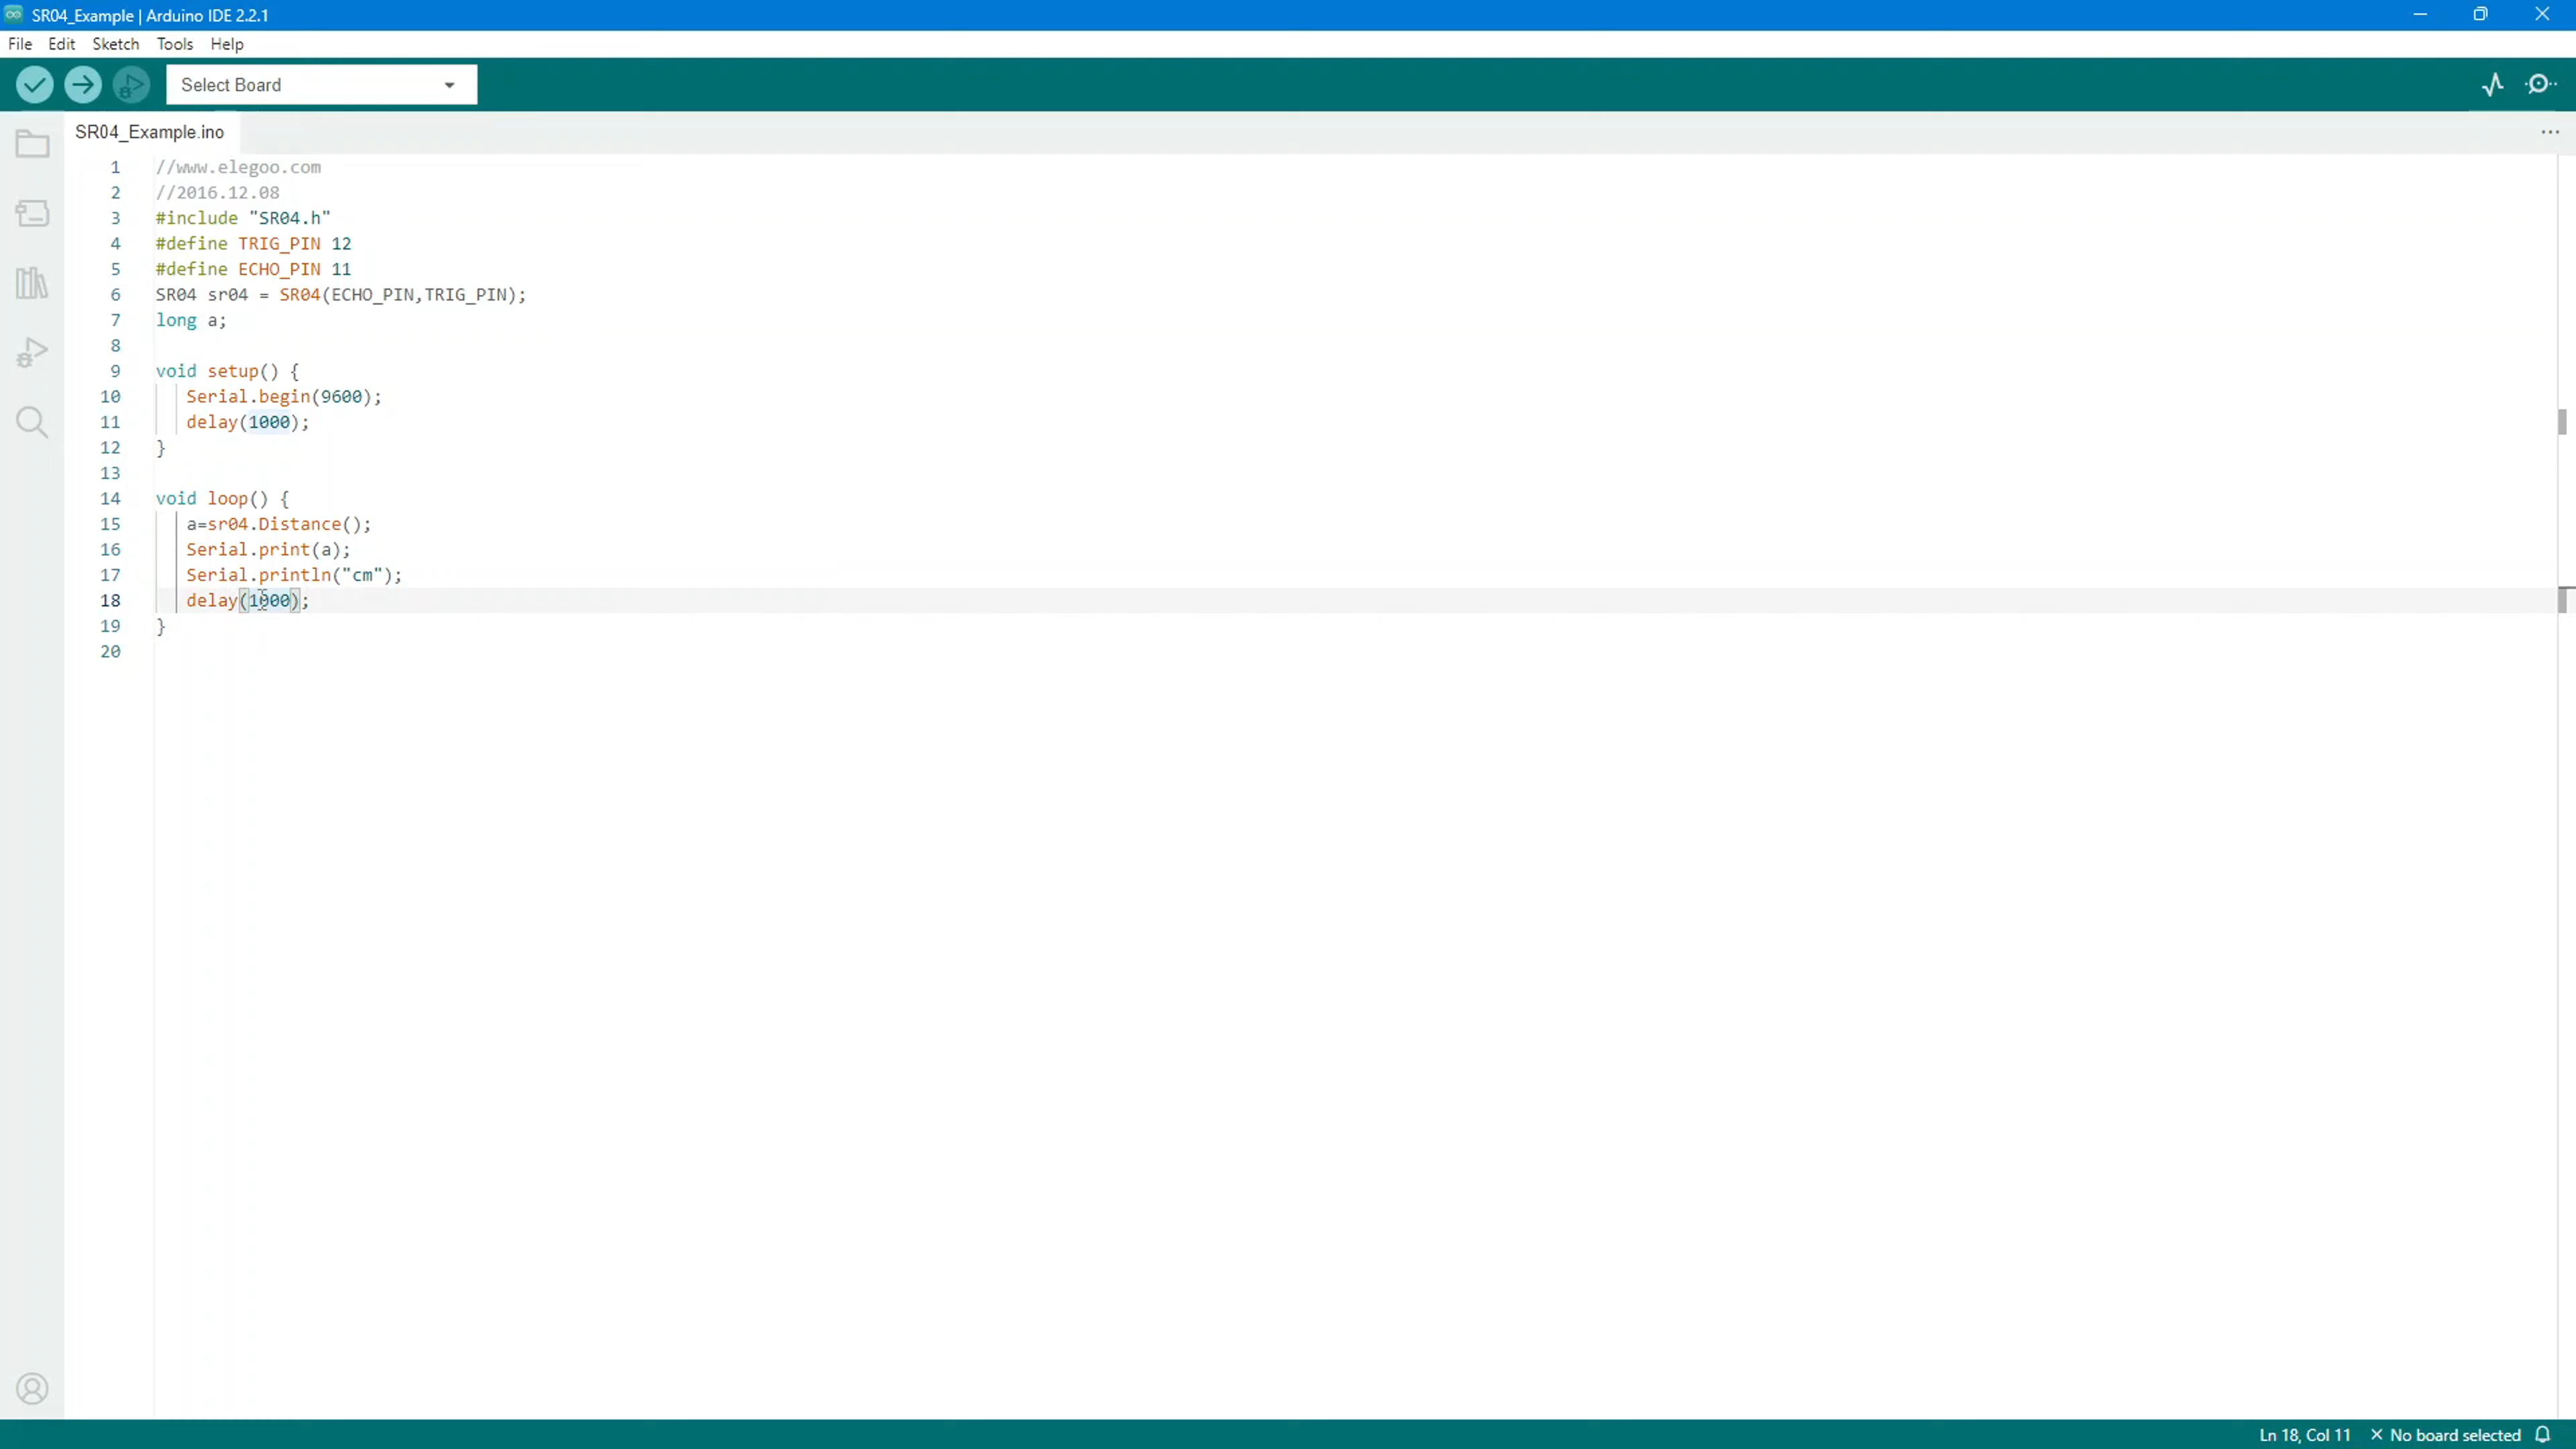 SR04_Example | Arduino IDE 2.2.1
File Edit Sketch Tools Help
Select Board
SR04_Example.ino
1 //www.elegoo.com
2 //2016.12.08
3 #include "SR04.h"
4 #define TRIG_PIN 12
5 #define ECHO_PIN 11
6 SR04 sr04 = SR04(ECHO_PIN,TRIG_PIN);
7 long a;
8
9 void setup() {
10 Serial.begin(9600);
11 delay(1000);
12 }
13
14 void loop() {
15 a=sr04.Distance();
16 Serial.print(a);
17 Serial.println("cm");
18 delay(1000);
19 }
20
Ln 18, Col 11 × No board selected